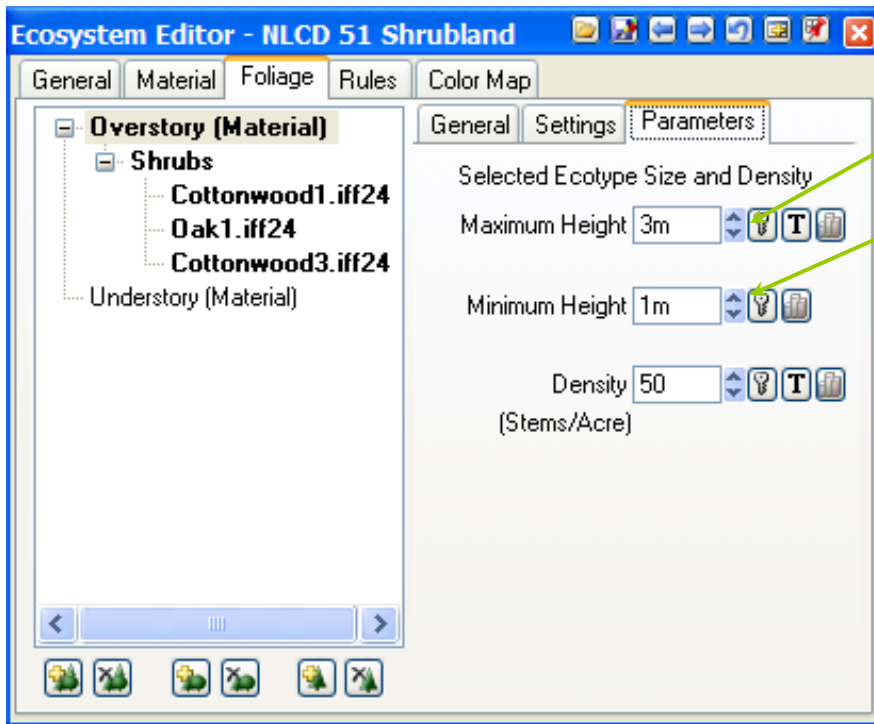 Ecosystem Editor - NLCD 51 Shrubland
General Material Foliage Rules Color Map
Overstory (Material)
Shrubs
Cottonwood1.iff24
Oak1.iff24
Cottonwood3.iff24
Understory (Material)
General Settings Parameters
Selected Ecotype Size and Density
Maximum Height 3m T
Minimum Height 1m
Density 50 T
(Stems/Acre)